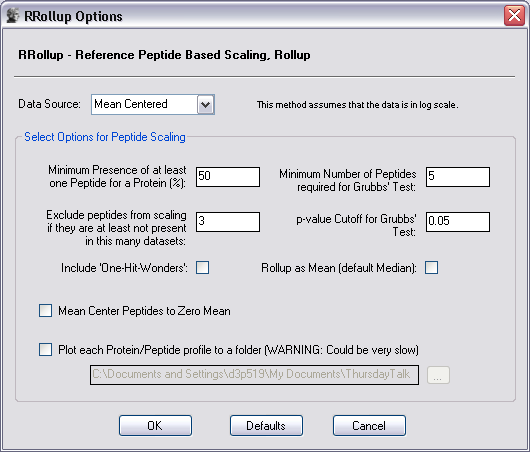 RRollup Options
RRollup - Reference Peptide Based Scaling, Rollup
Data Source: Mean Centered This method assumes that the data is in log scale.
Select Options for Peptide Scaling
Minimum Presence of at least
one Peptide for a Protein (%): 50
Minimum Number of Peptides
required for Grubbs' Test: 5
Exclude peptides from scaling
if they are at least not present
in this many datasets: 3
p-value Cutoff for Grubbs'
Test: 0.05
Include 'One-Hit-Wonders': Rollup as Mean (default Median):
Mean Center Peptides to Zero Mean
Plot each Protein/Peptide profile to a folder (WARNING: Could be very slow)
C:\Documents and Settings\d3p519\My Documents\ThursdayTalk ...
OK Defaults Cancel